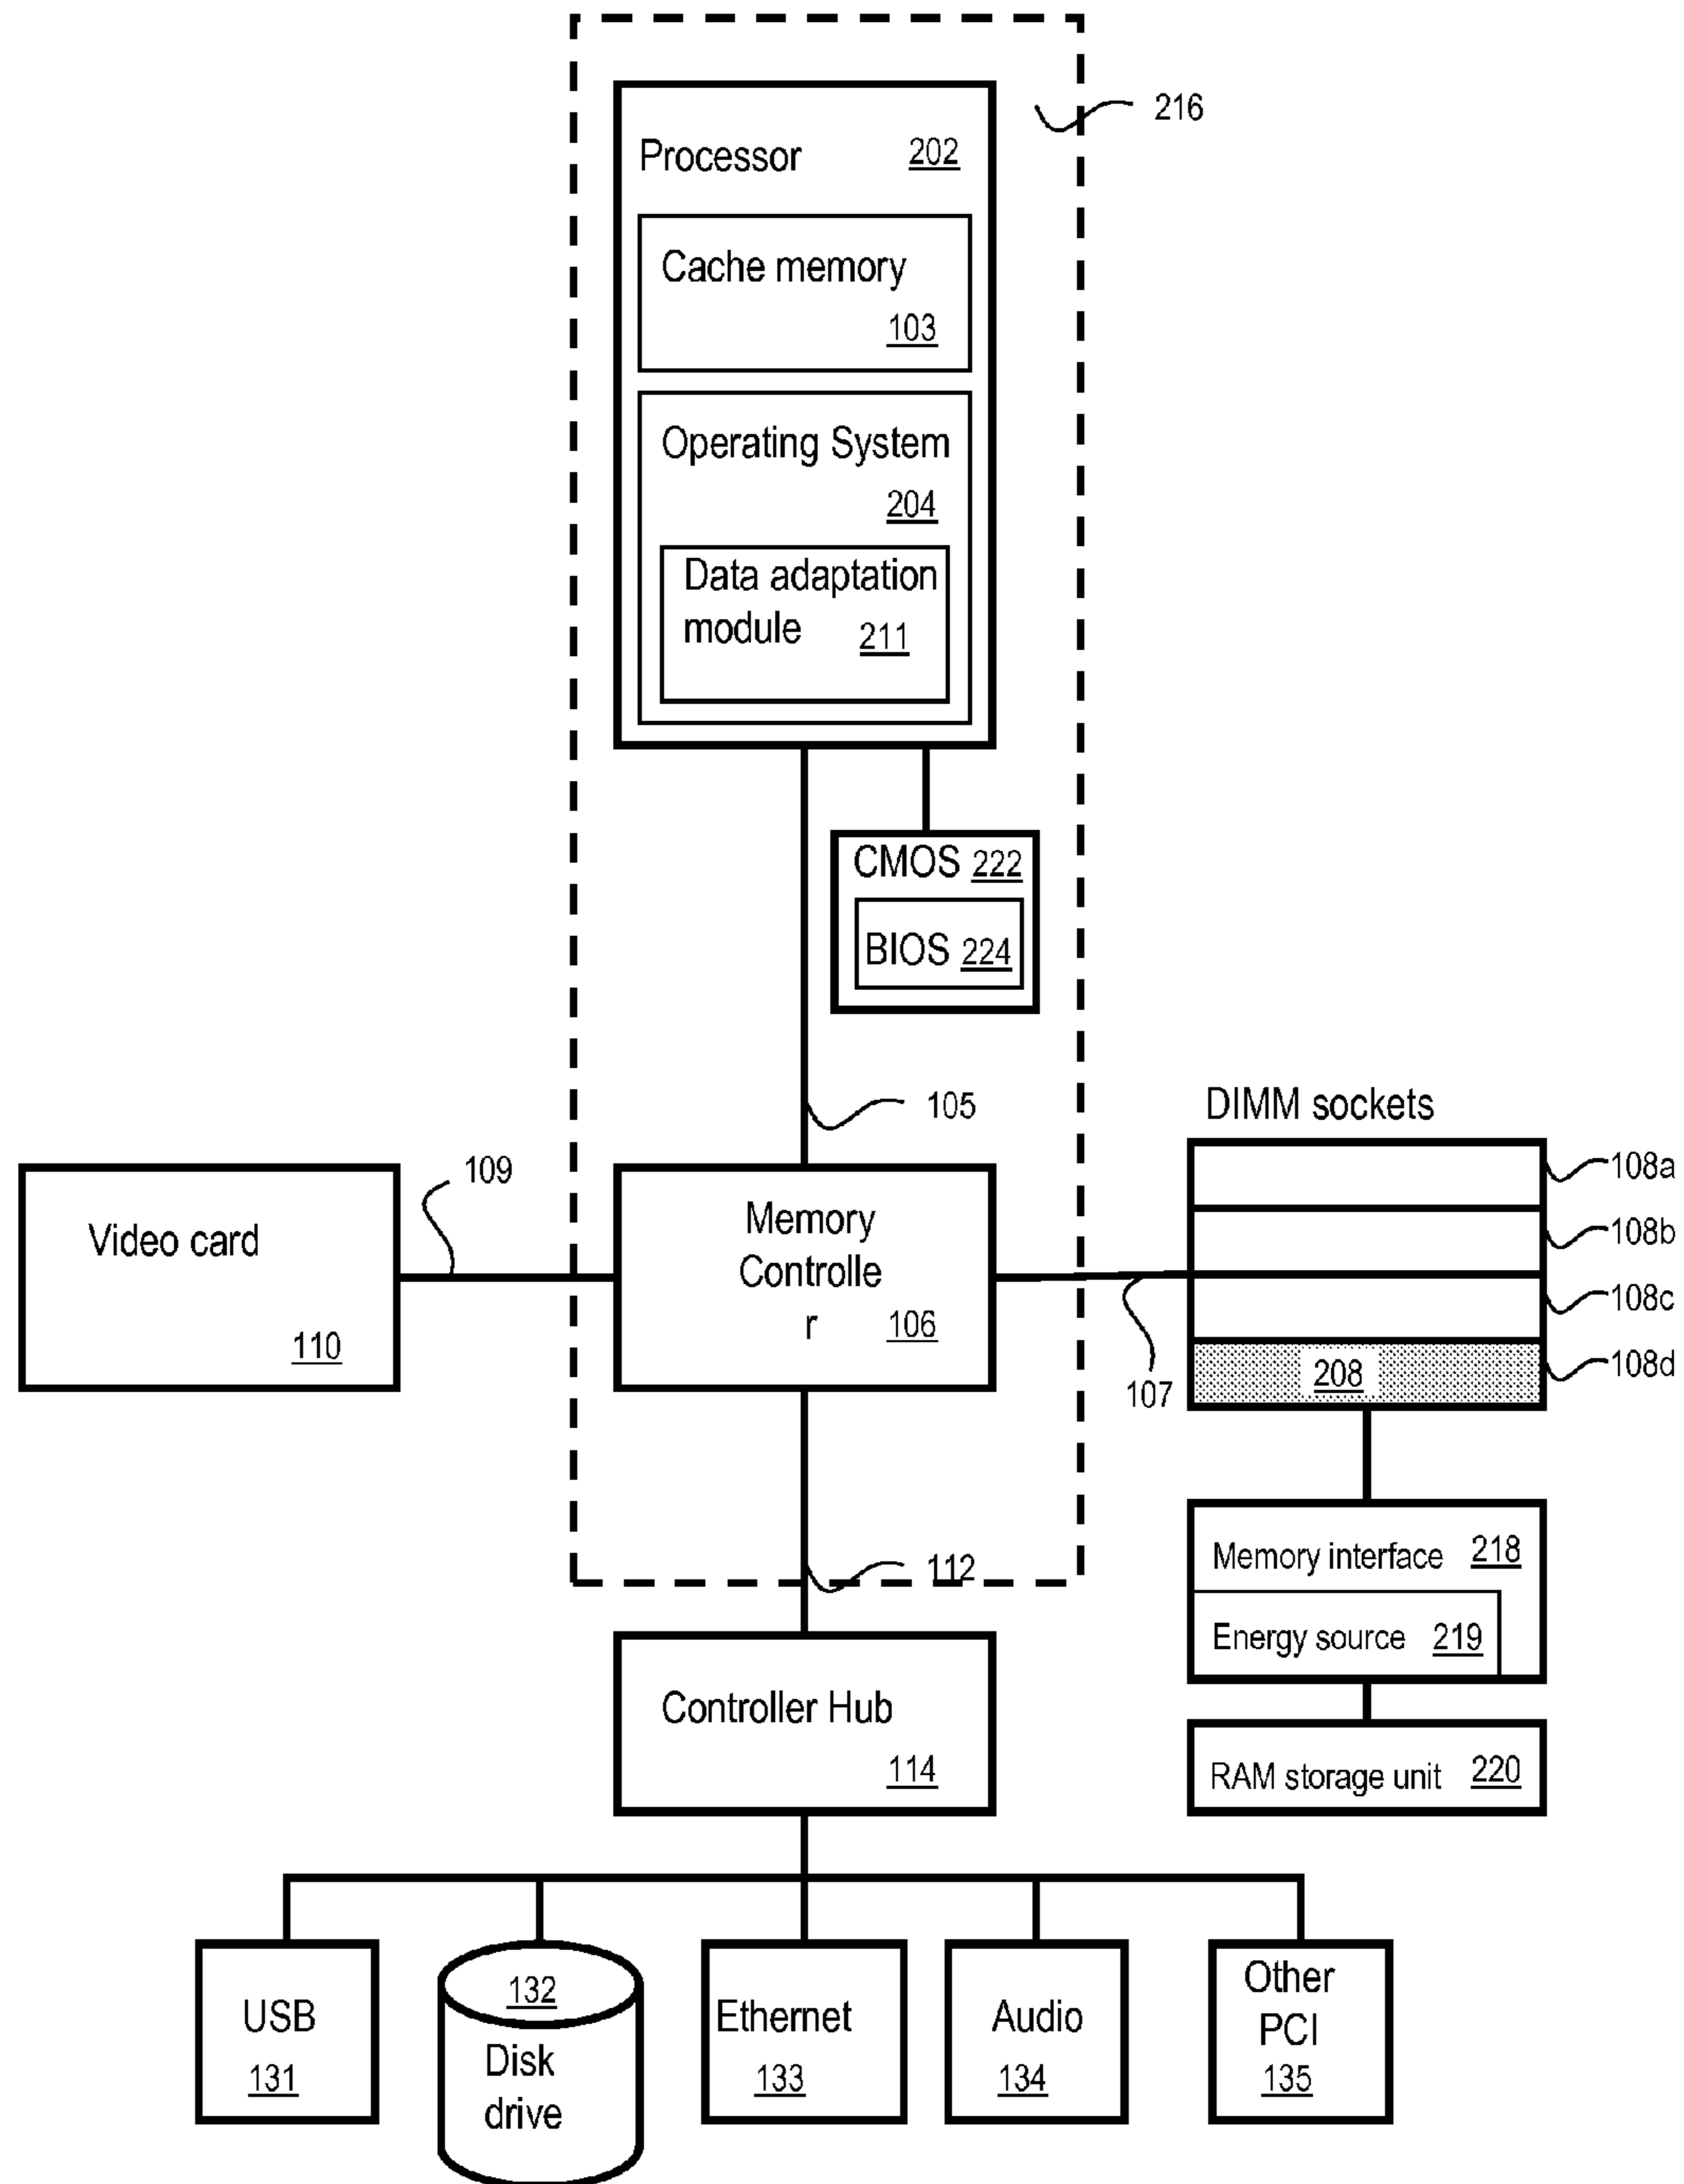 216
Processor 202
Cache memory
103
Operating System
204
Data adaptation
module 211
CMOS 222
BIOS 224
105
DIMM sockets
108a
108b
108c
208
108d
109
107
Video card
110
Memory
Controlle
r 106
112
Memory interface 218
Energy source 219
RAM storage unit 220
Controller Hub
114
USB
131
132
Disk
drive
Ethernet
133
Audio
134
Other
PCI
135